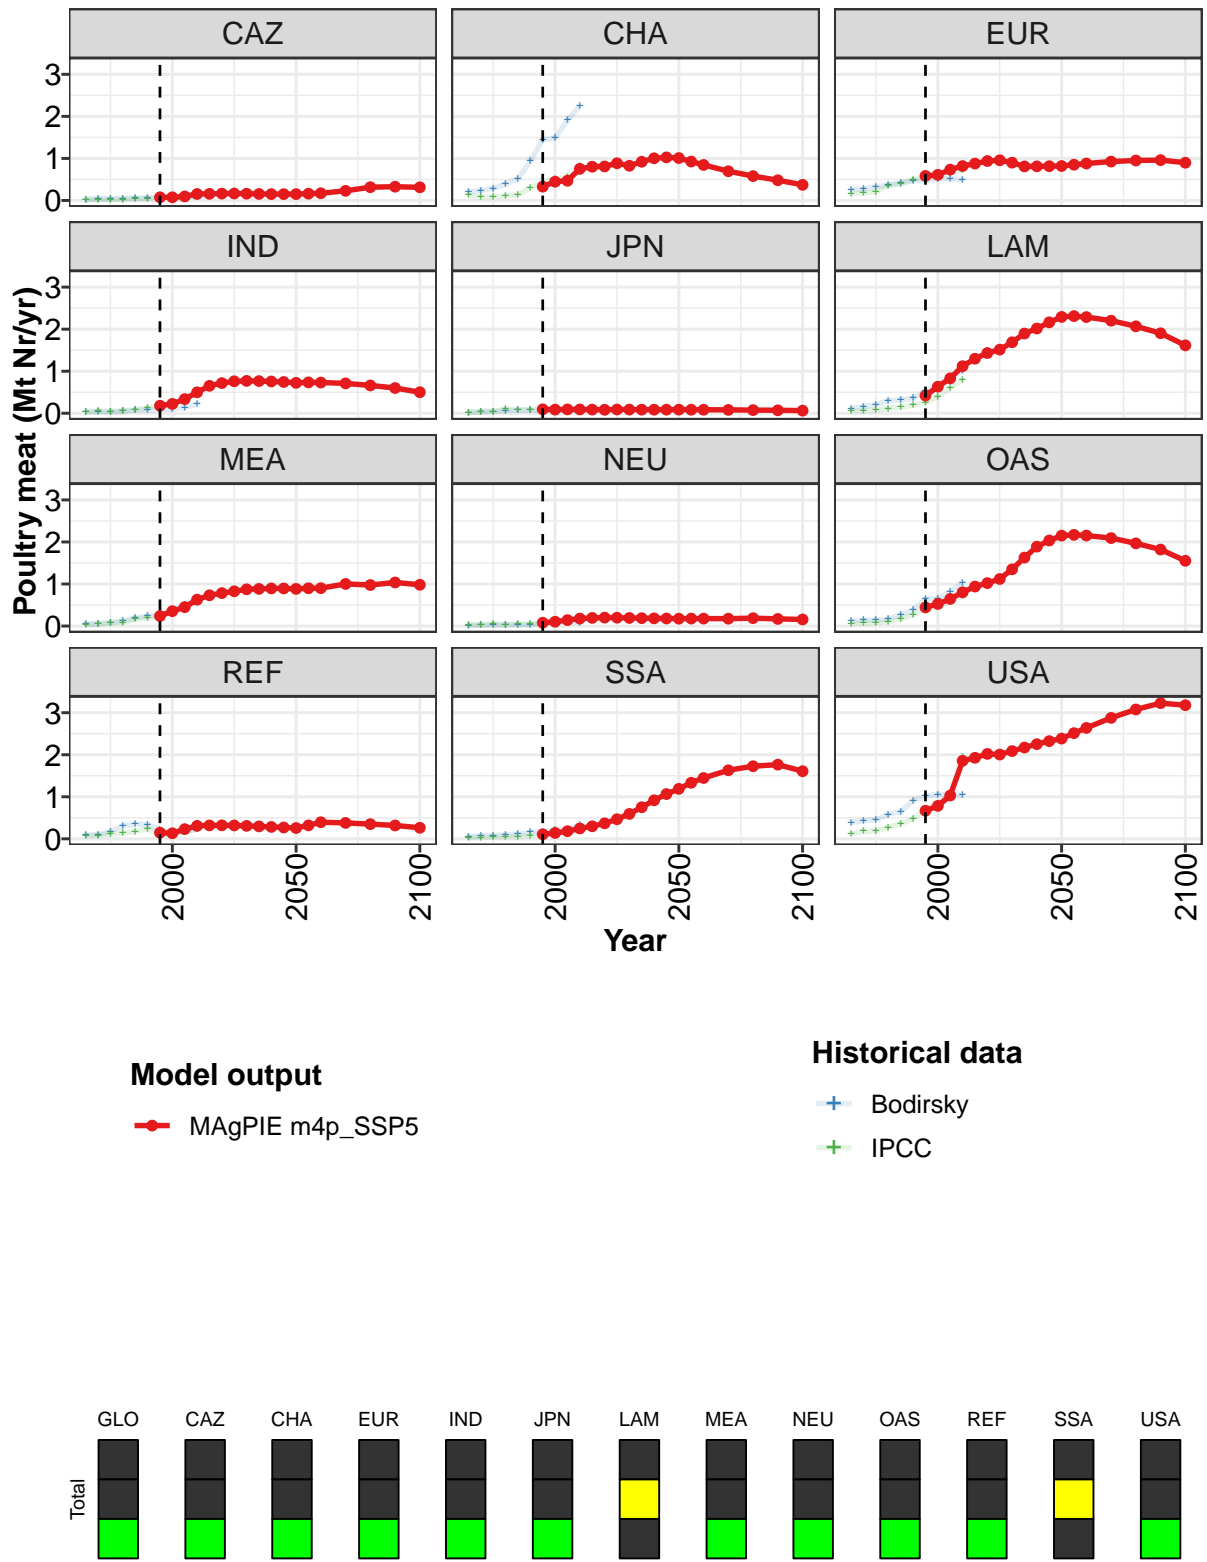 CAZ CHA EUR
3
2
1
0
IND JPN LAM
3
2
1
0
Poultry meat (Mt Nr/yr)
MEA NEU OAS
3
2
1
0
REF SSA USA
3
2
1
0
2000 2050 2100 2000 2050 2100 2000 2050 2100
Year
Model output
MAgPIE m4p_SSP5
Historical data
Bodirsky
IPCC
GLO CAZ CHA EUR IND JPN LAM MEA NEU OAS REF SSA USA
Total